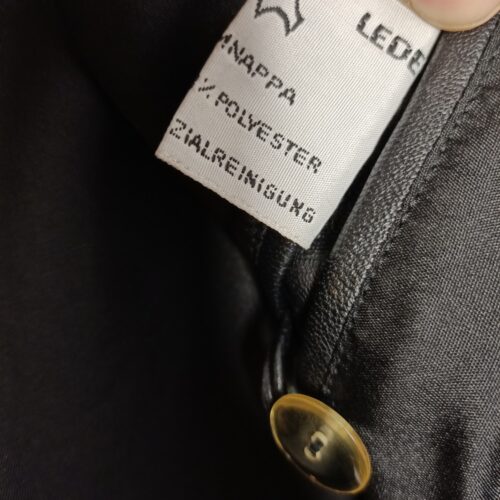 LEDE
NAPPA
% POLYESTER
ZIALREINIGUNG